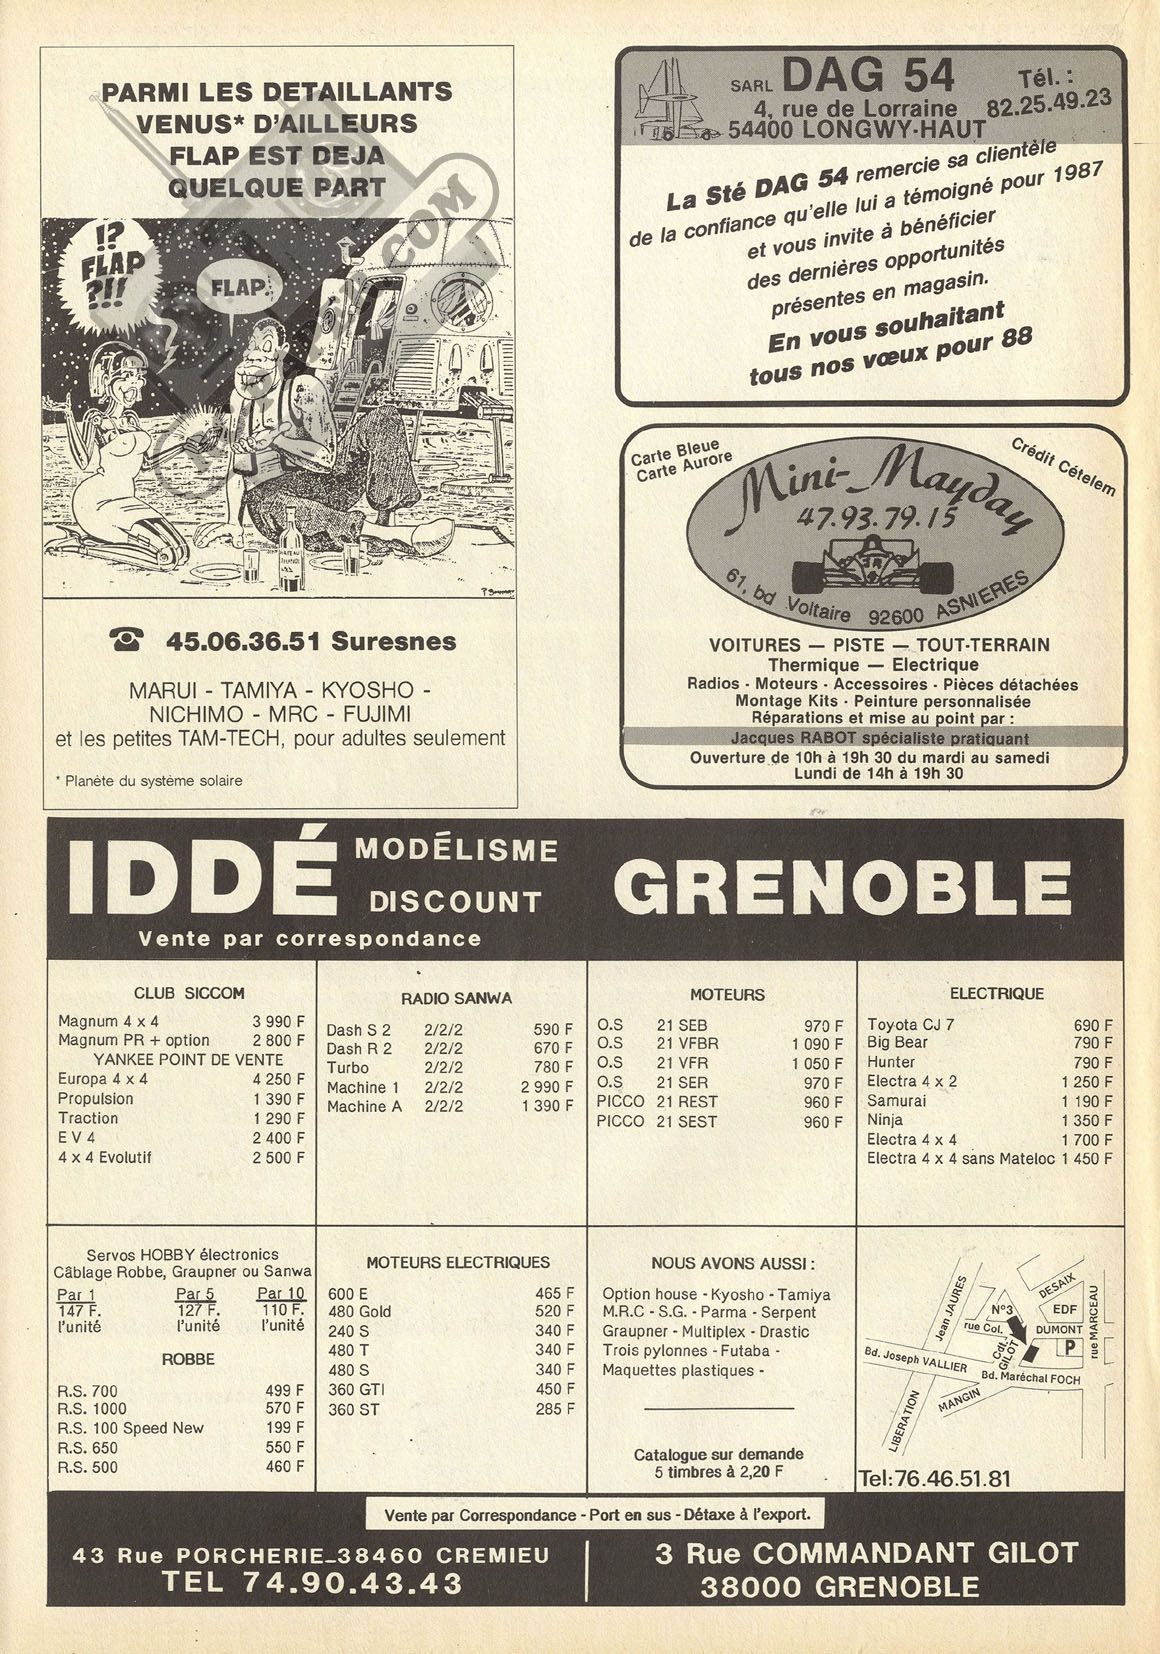 PARMI LES DETAILLANTS
VENUS* D'AILLEURS
FLAP EST DEJA
QUELQUE PART
!?
FLAP
?!!
FLAP.
45.06.36.51 Suresnes
MARUI - TAMIYA - KYOSHO -
NICHIMO - MRC - FUJIMI
et les petites TAM-TECH, pour adultes seulement
* Planète du système solaire
SARL DAG 54
Tél. :
4, rue de Lorraine 82.25.49.23
54400 LONGWY-HAUT
La Sté DAG 54 remercie sa clientèle
de la confiance qu'elle lui a témoigné pour 1987
et vous invite à bénéficier
des dernières opportunités
présentes en magasin.
En vous souhaitant
tous nos vœux pour 88
Carte Bleue
Carte Aurore
Crédit Cételem
Mini-Mayday
47.93.79.15
61, bd Voltaire 92600 ASNIERES
VOITURES — PISTE — TOUT-TERRAIN
Thermique — Electrique
Radios - Moteurs - Accessoires - Pièces détachées
Montage Kits - Peinture personnalisée
Réparations et mise au point par :
Jacques RABOT spécialiste pratiquant
Ouverture de 10h à 19h 30 du mardi au samedi
Lundi de 14h à 19h 30
IDDÉ MODÉLISME DISCOUNT GRENOBLE
Vente par correspondance
CLUB SICCOM
Magnum 4 x 4 3 990 F
Magnum PR + option 2 800 F
YANKEE POINT DE VENTE
Europa 4 x 4 4 250 F
Propulsion 1 390 F
Traction 1 290 F
E V 4 2 400 F
4 x 4 Evolutif 2 500 F
RADIO SANWA
Dash S 2 2/2/2 590 F
Dash R 2 2/2/2 670 F
Turbo 2/2/2 780 F
Machine 1 2/2/2 2 990 F
Machine A 2/2/2 1 390 F
MOTEURS
O.S 21 SEB 970 F
O.S 21 VFBR 1 090 F
O.S 21 VFR 1 050 F
O.S 21 SER 970 F
PICCO 21 REST 960 F
PICCO 21 SEST 960 F
ELECTRIQUE
Toyota CJ 7 690 F
Big Bear 790 F
Hunter 790 F
Electra 4 x 2 1 250 F
Samurai 1 190 F
Ninja 1 350 F
Electra 4 x 4 1 700 F
Electra 4 x 4 sans Mateloc 1 450 F
Servos HOBBY électronics
Câblage Robbe, Graupner ou Sanwa
Par 1 Par 5 Par 10
147 F. 127 F. 110 F.
l'unité l'unité l'unité
ROBBE
R.S. 700 499 F
R.S. 1000 570 F
R.S. 100 Speed New 199 F
R.S. 650 550 F
R.S. 500 460 F
MOTEURS ELECTRIQUES
600 E 465 F
480 Gold 520 F
240 S 340 F
480 T 340 F
480 S 340 F
360 GTI 450 F
360 ST 285 F
NOUS AVONS AUSSI :
Option house - Kyosho - Tamiya
M.R.C - S.G. - Parma - Serpent
Graupner - Multiplex - Drastic
Trois pylonnes - Futaba -
Maquettes plastiques -
Catalogue sur demande
5 timbres à 2,20 F
Jean JAURES
N°3
rue Col.
DESAIX
EDF
DUMONT
P
rue MARCEAU
Cdt. GILOT
Bd. Joseph VALLIER
Bd. Maréchal FOCH
MANGIN
LIBERATION
Tel:76.46.51.81
Vente par Correspondance - Port en sus - Détaxe à l'export.
43 Rue PORCHERIE_38460 CREMIEU
TEL 74.90.43.43
3 Rue COMMANDANT GILOT
38000 GRENOBLE